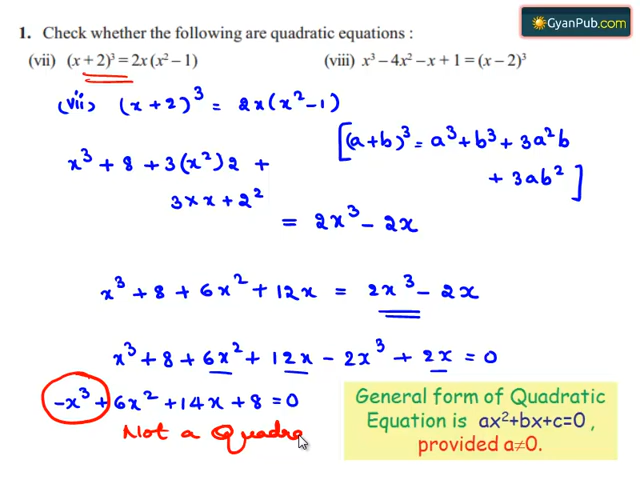 GyanPub.com
1. Check whether the following are quadratic equations :
(vii) (x + 2)³ = 2x (x² – 1) (viii) x³ – 4x² – x + 1 = (x – 2)³
(vii) (x + 2)³ = 2x (x² – 1)
[(a + b)³ = a³ + b³ + 3a²b
+ 3ab²]
x³ + 8 + 3(x²)2 +
3 × x + 2²
= 2x³ – 2x
x³ + 8 + 6x² + 12x = 2x³ – 2x
x³ + 8 + 6x² + 12x – 2x³ + 2x = 0
-x³ + 6x² + 14x + 8 = 0
Not a Quadra
General form of Quadratic
Equation is ax²+bx+c=0 ,
provided a≠0.